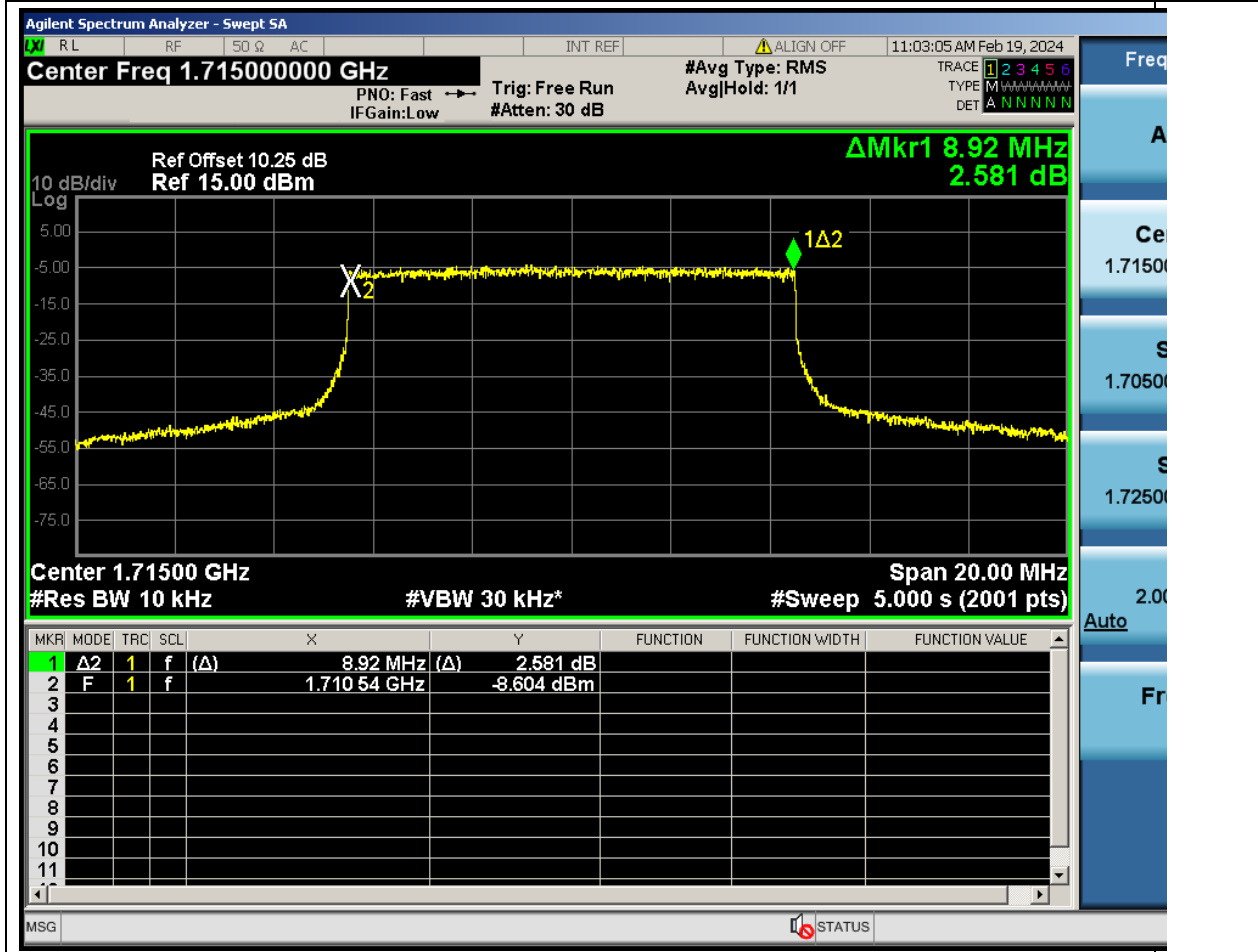 Agilent Spectrum Analyzer - Swept SA
LXI RL RF 50 Ω AC INT REF ALIGN OFF 11:03:05 AM Feb 19, 2024
Center Freq 1.715000000 GHz
PNO: Fast
IFGain:Low
Trig: Free Run
#Atten: 30 dB
#Avg Type: RMS
Avg|Hold: 1/1
TRACE 1 2 3 4 5 6
TYPE M
DET A N N N N N
ΔMkr1 8.92 MHz
2.581 dB
Ref Offset 10.25 dB
10 dB/div Ref 15.00 dBm
Log
5.00
-5.00
-15.0
-25.0
-35.0
-45.0
-55.0
-65.0
-75.0
1Δ2
2
Center 1.71500 GHz Span 20.00 MHz
#Res BW 10 kHz #VBW 30 kHz* #Sweep 5.000 s (2001 pts)
MKR MODE TRC SCL X Y FUNCTION FUNCTION WIDTH FUNCTION VALUE
1 Δ2 1 f (Δ) 8.92 MHz (Δ) 2.581 dB
2 F 1 f 1.710 54 GHz -8.604 dBm
3
4
5
6
7
8
9
10
11
MSG STATUS
Freq
A
Ce
1.7150
S
1.7050
S
1.7250
2.00
Auto
Fr